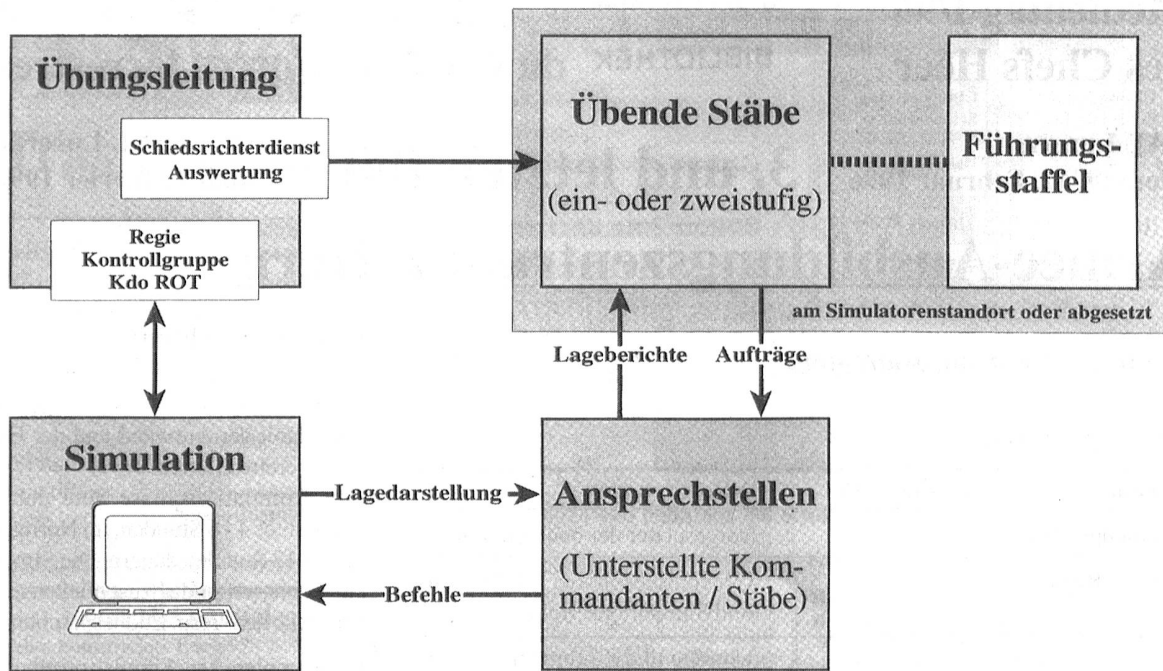 Übungsleitung
Schiedsrichterdienst
Auswertung
Regie
Kontrollgruppe
Kdo ROT
Übende Stäbe
(ein- oder zweistufig)
Führungs-
staffel
am Simulatorenstandort oder abgesetzt
Lageberichte
Aufträge
Simulation
Lagedarstellung
Befehle
Ansprechstellen
(Unterstellte Kom-
mandanten / Stäbe)